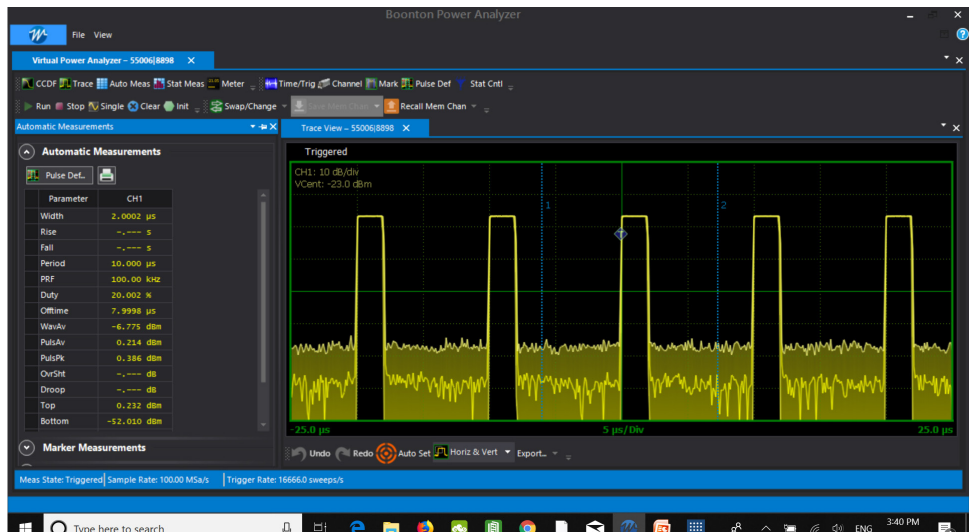 Boonton Power Analyzer
File View
Virtual Power Analyzer – 55006|8898 X
CCDF Trace Auto Meas Stat Meas Meter Time/Trig Channel Mark Pulse Def Stat Cntl
Run Stop Single Clear Init Swap/Change Save Mem Chan Recall Mem Chan
Automatic Measurements
Trace View – 55006|8898 X
Automatic Measurements
Pulse Def...
Parameter CH1
Width 2.0002 µs
Rise -.--- s
Fall -.--- s
Period 10.000 µs
PRF 100.00 kHz
Duty 20.002 %
Offtime 7.9998 µs
WavAv -6.775 dBm
PulsAv 0.214 dBm
PulsPk 0.386 dBm
OvrSht -.--- dB
Droop -.--- dB
Top 0.232 dBm
Bottom -52.010 dBm
Marker Measurements
Triggered
CH1: 10 dB/div
VCent: -23.0 dBm
1
2
T
-25.0 µs 5 µs/Div 25.0 µs
Undo Redo Auto Set Horiz & Vert Export...
Meas State: Triggered Sample Rate: 100.00 MSa/s Trigger Rate: 16666.0 sweeps/s
Type here to search
ENG 3:40 PM